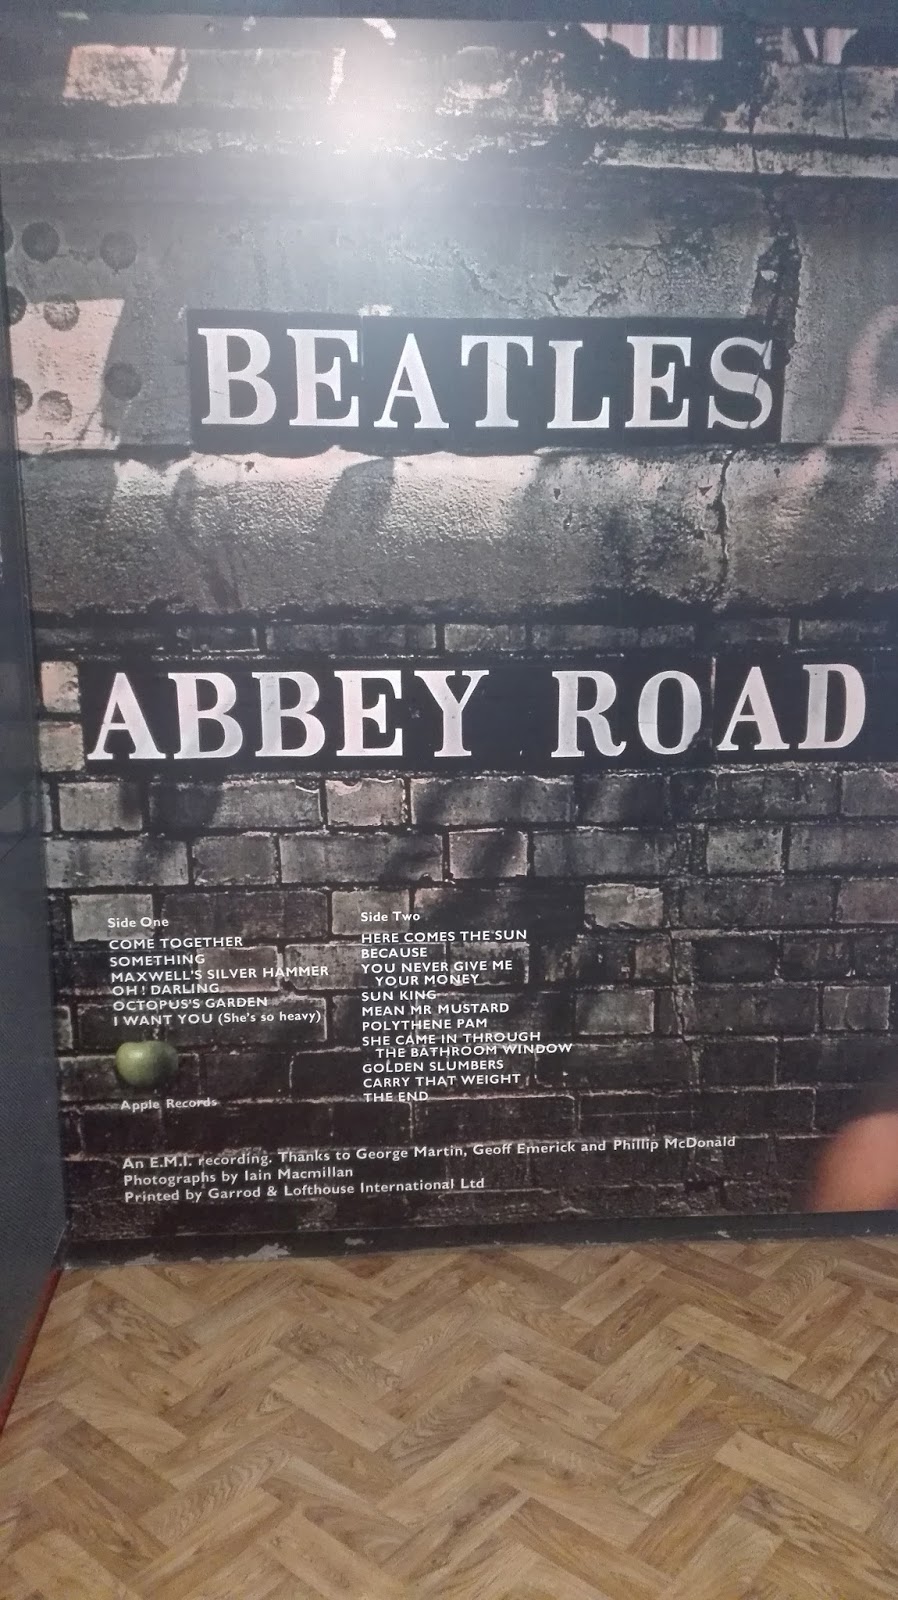 BEATLES
ABBEY ROAD
Side One
COME TOGETHER
SOMETHING
MAXWELL'S SILVER HAMMER
OH! DARLING
OCTOPUS'S GARDEN
I WANT YOU (She's so heavy)
Apple Records
Side Two
HERE COMES THE SUN
BECAUSE
YOU NEVER GIVE ME
YOUR MONEY
SUN KING
MEAN MR MUSTARD
POLYTHENE PAM
SHE CAME IN THROUGH
THE BATHROOM WINDOW
GOLDEN SLUMBERS
CARRY THAT WEIGHT
THE END
An E.M.I. recording. Thanks to George Martin, Geoff Emerick and Phillip McDonald
Photographs by Iain Macmillan
Printed by Garrod & Lofthouse International Ltd